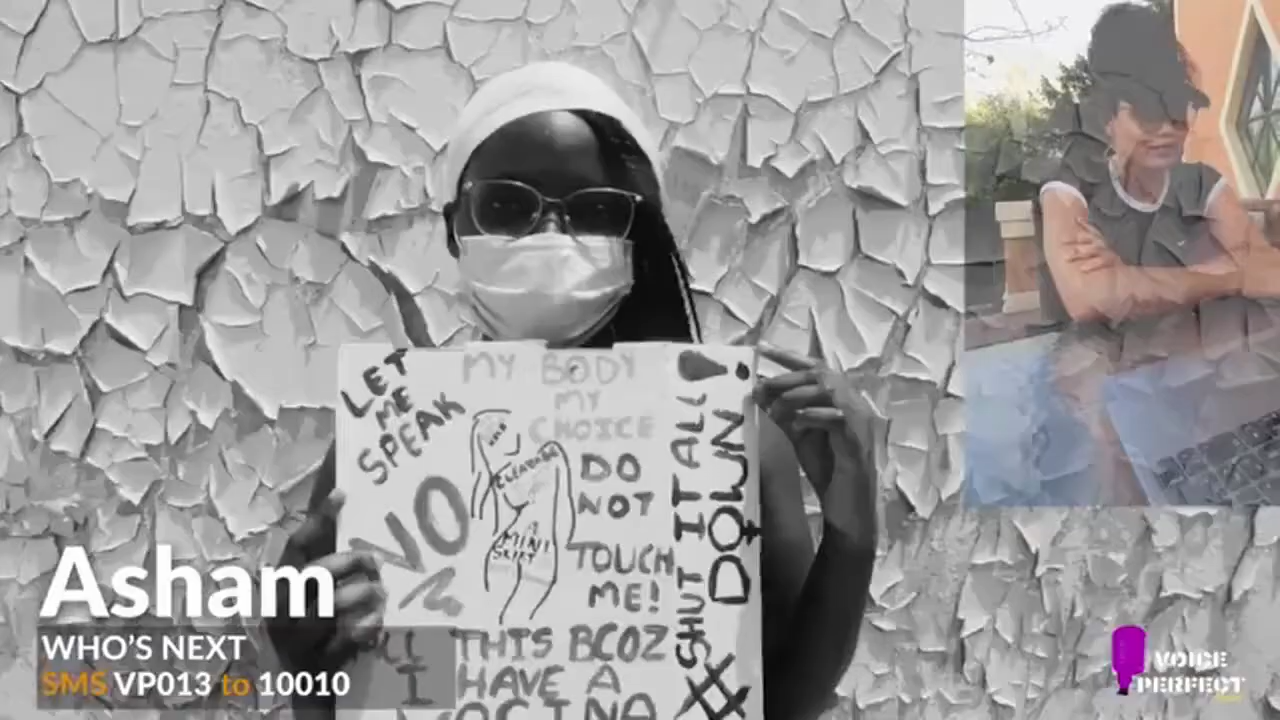 LET
ME
SPEAK
NO
MY BODY
MY
CHOICE
DO
NOT
TOUCH
ME!
MINI
SKIRT
SHUT IT ALL
DOWN!
THIS BCOZ
I HAVE A
Asham
WHO'S NEXT
SMS VP013 to 10010
VOICE
PERFECT